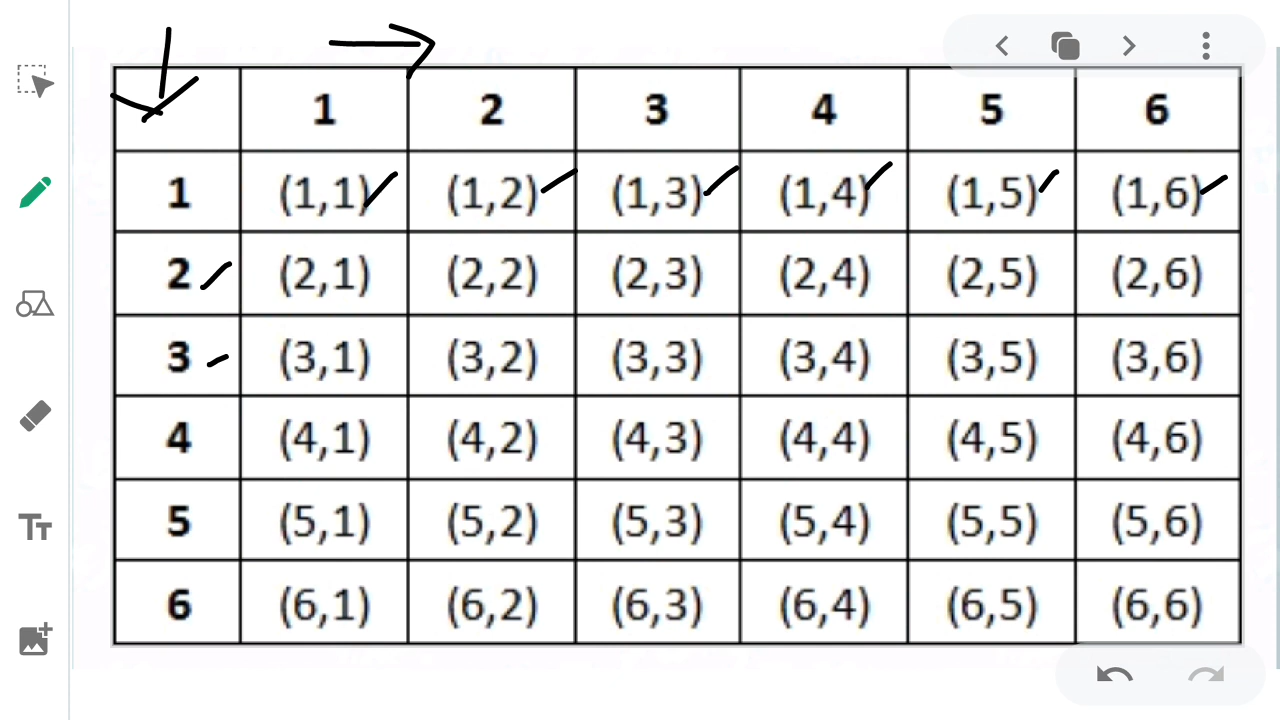 1 2 3 4 5 6
1 (1,1) (1,2) (1,3) (1,4) (1,5) (1,6)
2 (2,1) (2,2) (2,3) (2,4) (2,5) (2,6)
3 (3,1) (3,2) (3,3) (3,4) (3,5) (3,6)
4 (4,1) (4,2) (4,3) (4,4) (4,5) (4,6)
5 (5,1) (5,2) (5,3) (5,4) (5,5) (5,6)
TT
6 (6,1) (6,2) (6,3) (6,4) (6,5) (6,6)